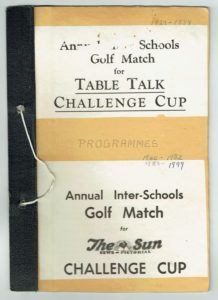 Annual Inter Schools
Golf Match
for
TABLE TALK
CHALLENGE CUP
PROGRAMMES
1999
Annual Inter-Schools
Golf Match
for
The Sun
NEWS - PICTORIAL
CHALLENGE CUP